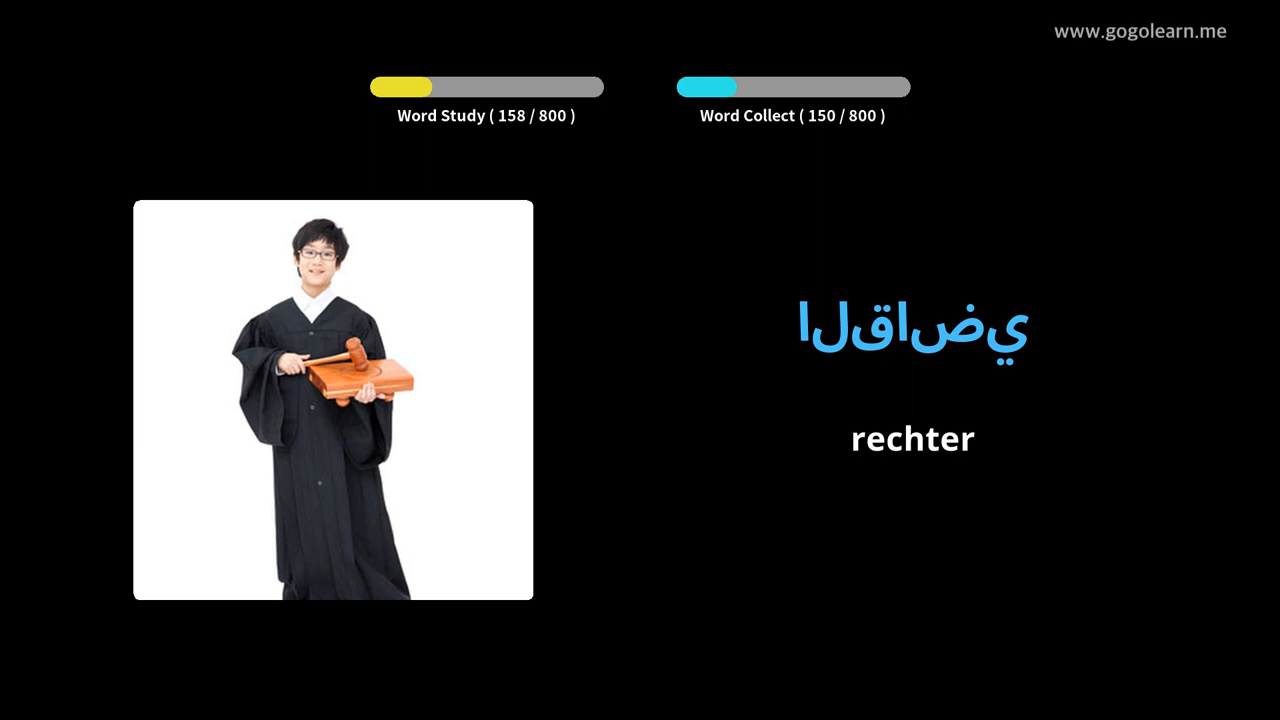 www.gogolearn.me
Word Study ( 158 / 800 )
Word Collect ( 150 / 800 )
القاضي
rechter